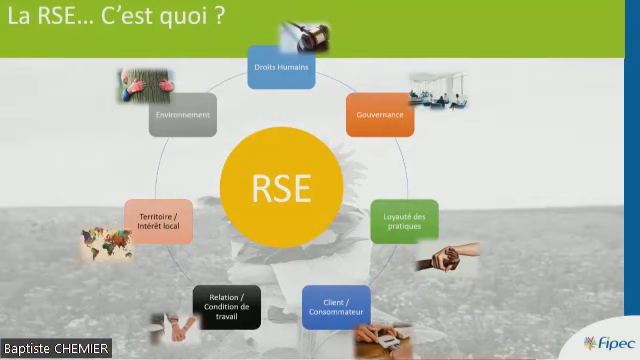 La RSE... C'est quoi ?
Droits Humains
Environnement
Gouvernance
RSE
Territoire /
Intérêt local
Loyauté des
pratiques
Relation /
Condition de
travail
Client /
Consommateur
Baptiste CHEMIER
Fipec